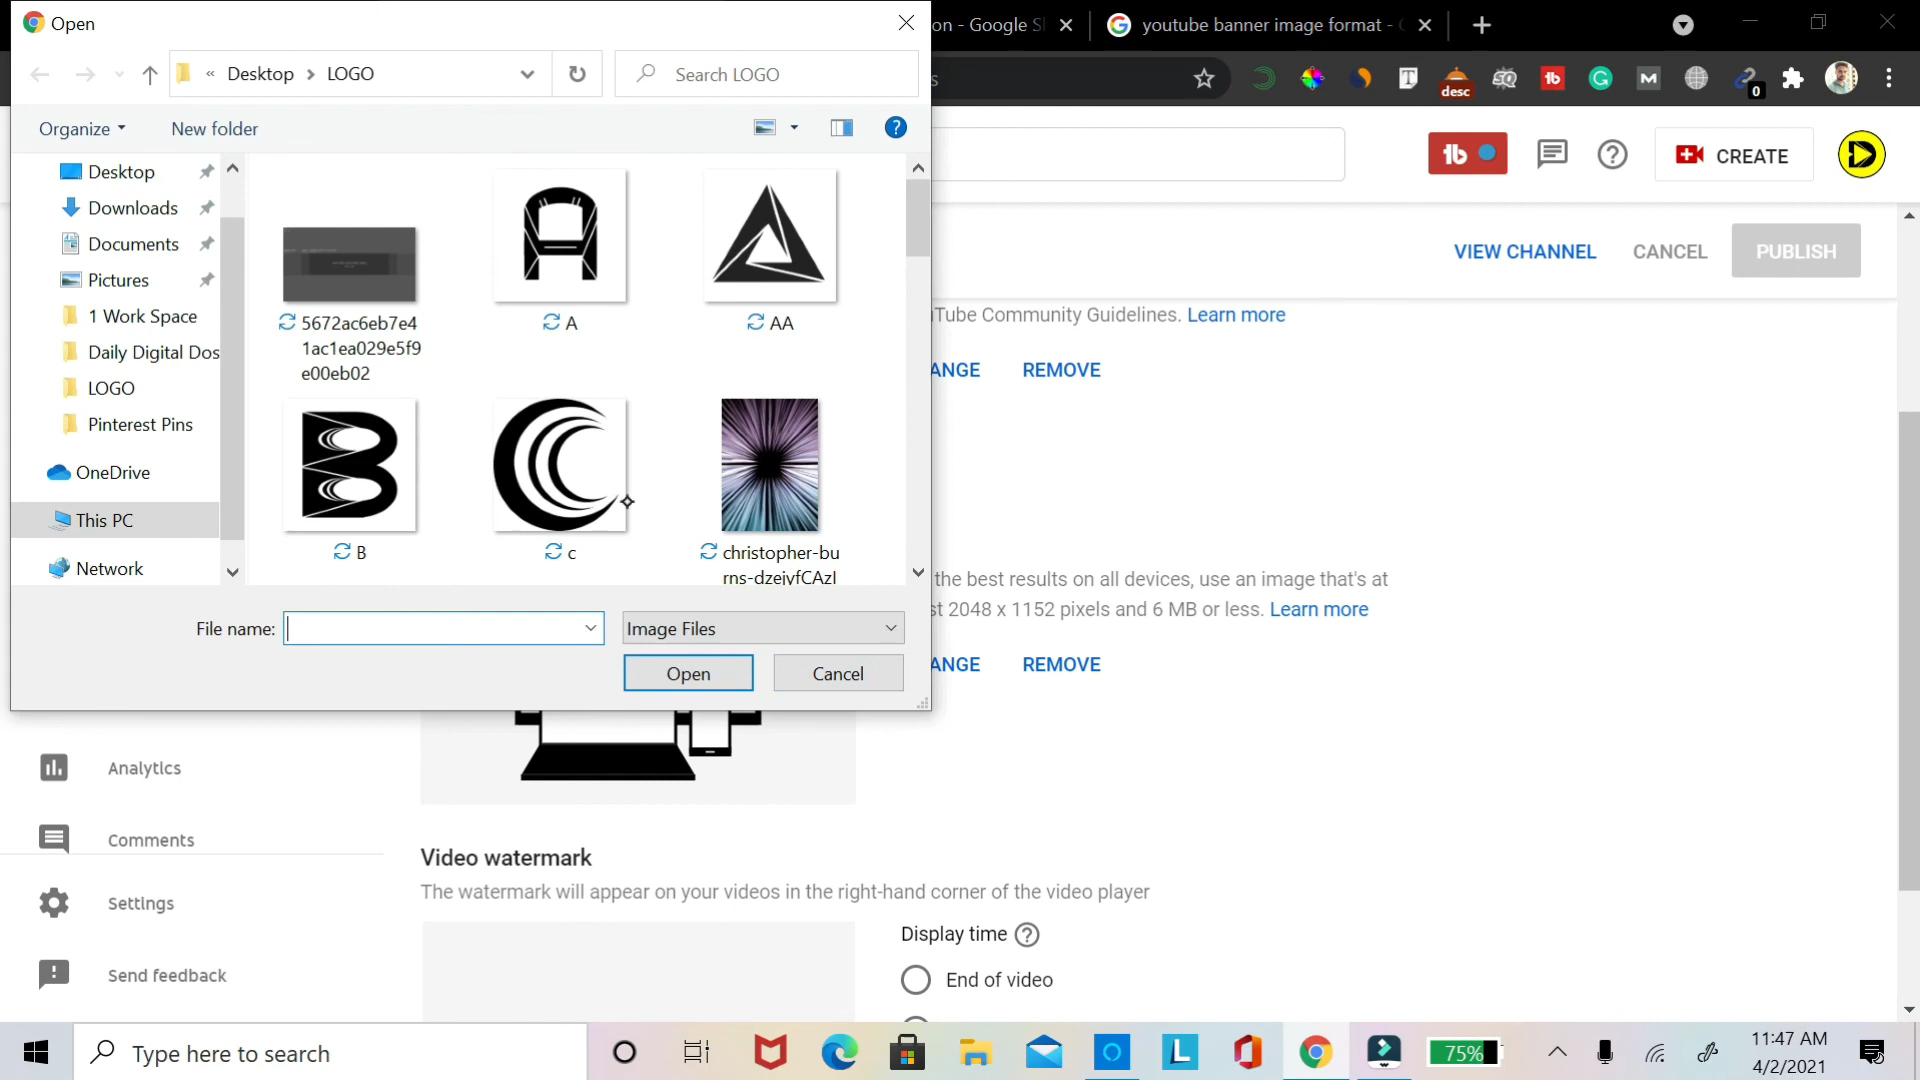 Open
on - Google Sl
youtube banner image format -
« Desktop > LOGO
Search LOGO
desc
0
Organize
New folder
CREATE
Desktop
Downloads
Documents
Pictures
1 Work Space
Daily Digital Dos
LOGO
Pinterest Pins
OneDrive
This PC
Network
5672ac6eb7e4
1ac1ea029e5f9
e00eb02
A
AA
B
c
christopher-bu
rns-dzejyfCAzI
VIEW CHANNEL
CANCEL
PUBLISH
Tube Community Guidelines. Learn more
ANGE
REMOVE
the best results on all devices, use an image that's at
st 2048 x 1152 pixels and 6 MB or less. Learn more
File name:
Image Files
ANGE
REMOVE
Open
Cancel
Analytics
Comments
Video watermark
The watermark will appear on your videos in the right-hand corner of the video player
Settings
Display time
End of video
Send feedback
Type here to search
75%
11:47 AM
4/2/2021